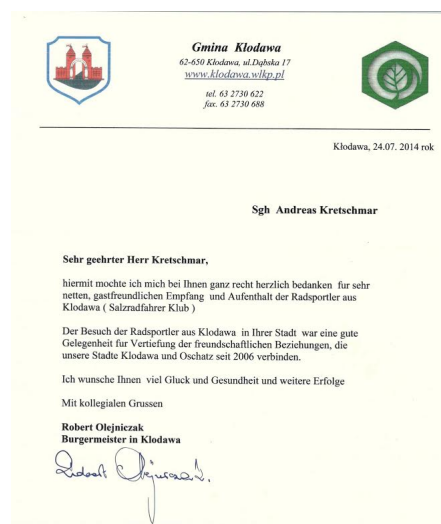 Gmina Kłodawa
62-650 Kłodawa, ul.Dąbska 17
www.klodawa.wlkp.pl
tel. 63 2730 622
fax. 63 2730 688
Kłodawa, 24.07. 2014 rok
Sgh Andreas Kretschmar
Sehr geehrter Herr Kretschmar,
hiermit mochte ich mich bei Ihnen ganz recht herzlich bedanken fur sehr
netten, gastfreundlichen Empfang und Aufenthalt der Radsportler aus
Klodawa ( Salzradfahrer Klub )
Der Besuch der Radsportler aus Klodawa in Ihrer Stadt war eine gute
Gelegenheit fur Vertiefung der freundschaftlichen Beziehungen, die
unsere Stadte Klodawa und Oschatz seit 2006 verbinden.
Ich wunsche Ihnen viel Gluck und Gesundheit und weitere Erfolge
Mit kollegialen Grussen
Robert Olejniczak
Burgermeister in Klodawa